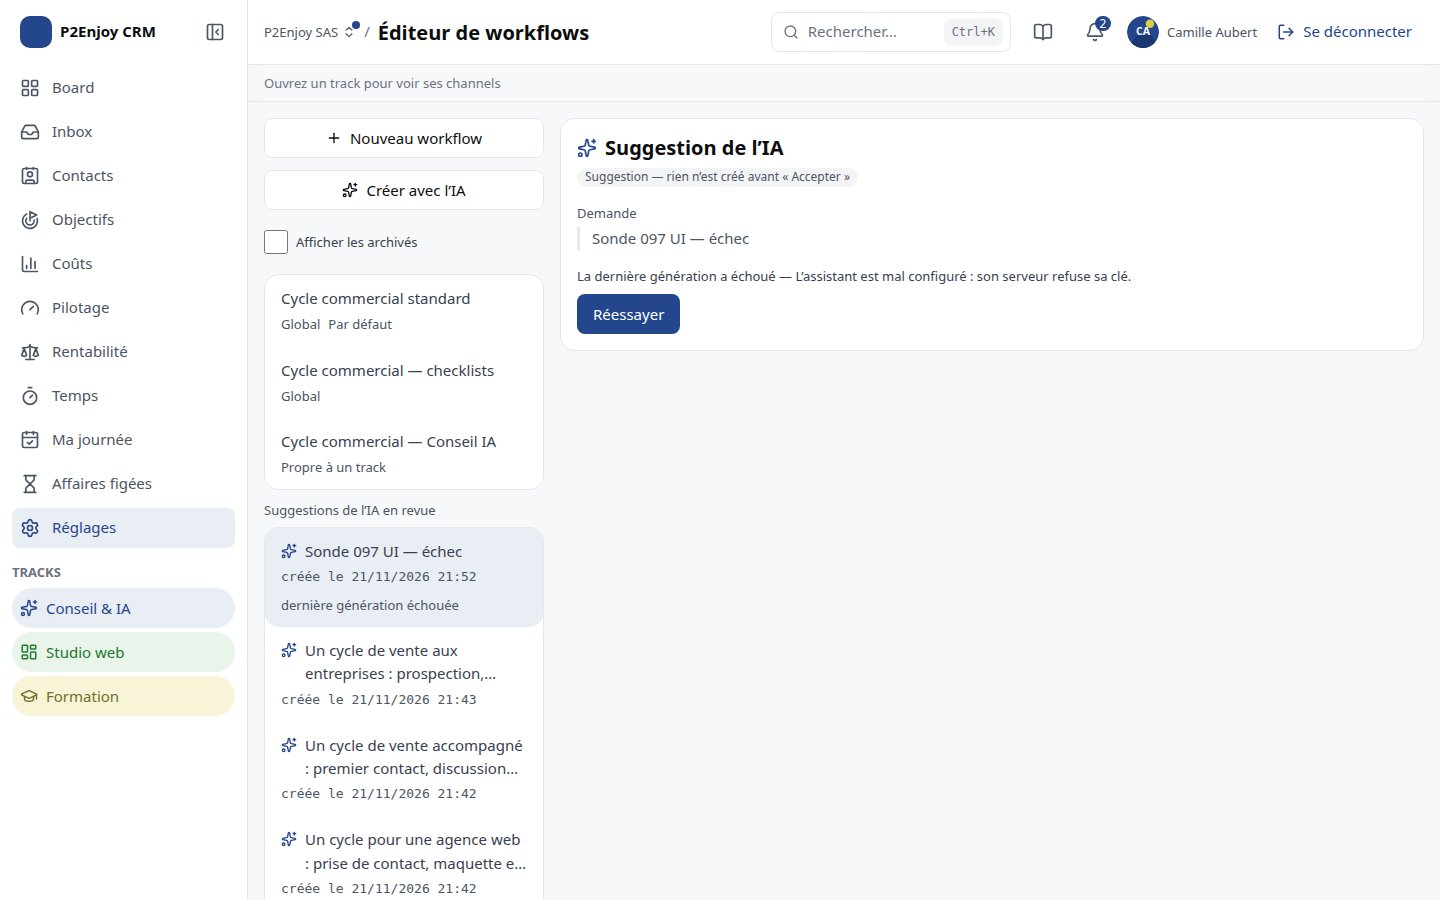 P2Enjoy CRM
Board
Inbox
Contacts
Objectifs
Coûts
Pilotage
Rentabilité
Temps
Ma journée
Affaires figées
Réglages
TRACKS
Conseil & IA
Studio web
Formation
P2Enjoy SAS / Éditeur de workflows
Rechercher... Ctrl+K
2
CA Camille Aubert
Se déconnecter
Ouvrez un track pour voir ses channels
Nouveau workflow
Créer avec l’IA
Afficher les archivés
Cycle commercial standard
Global Par défaut
Cycle commercial — checklists
Global
Cycle commercial — Conseil IA
Propre à un track
Suggestions de l’IA en revue
Sonde 097 UI — échec
créée le 21/11/2026 21:52
dernière génération échouée
Un cycle de vente aux
entreprises : prospection,...
créée le 21/11/2026 21:43
Un cycle de vente accompagné
: premier contact, discussion...
créée le 21/11/2026 21:42
Un cycle pour une agence web
: prise de contact, maquette e...
créée le 21/11/2026 21:42
Suggestion de l’IA
Suggestion — rien n’est créé avant « Accepter »
Demande
Sonde 097 UI — échec
La dernière génération a échoué — L’assistant est mal configuré : son serveur refuse sa clé.
Réessayer